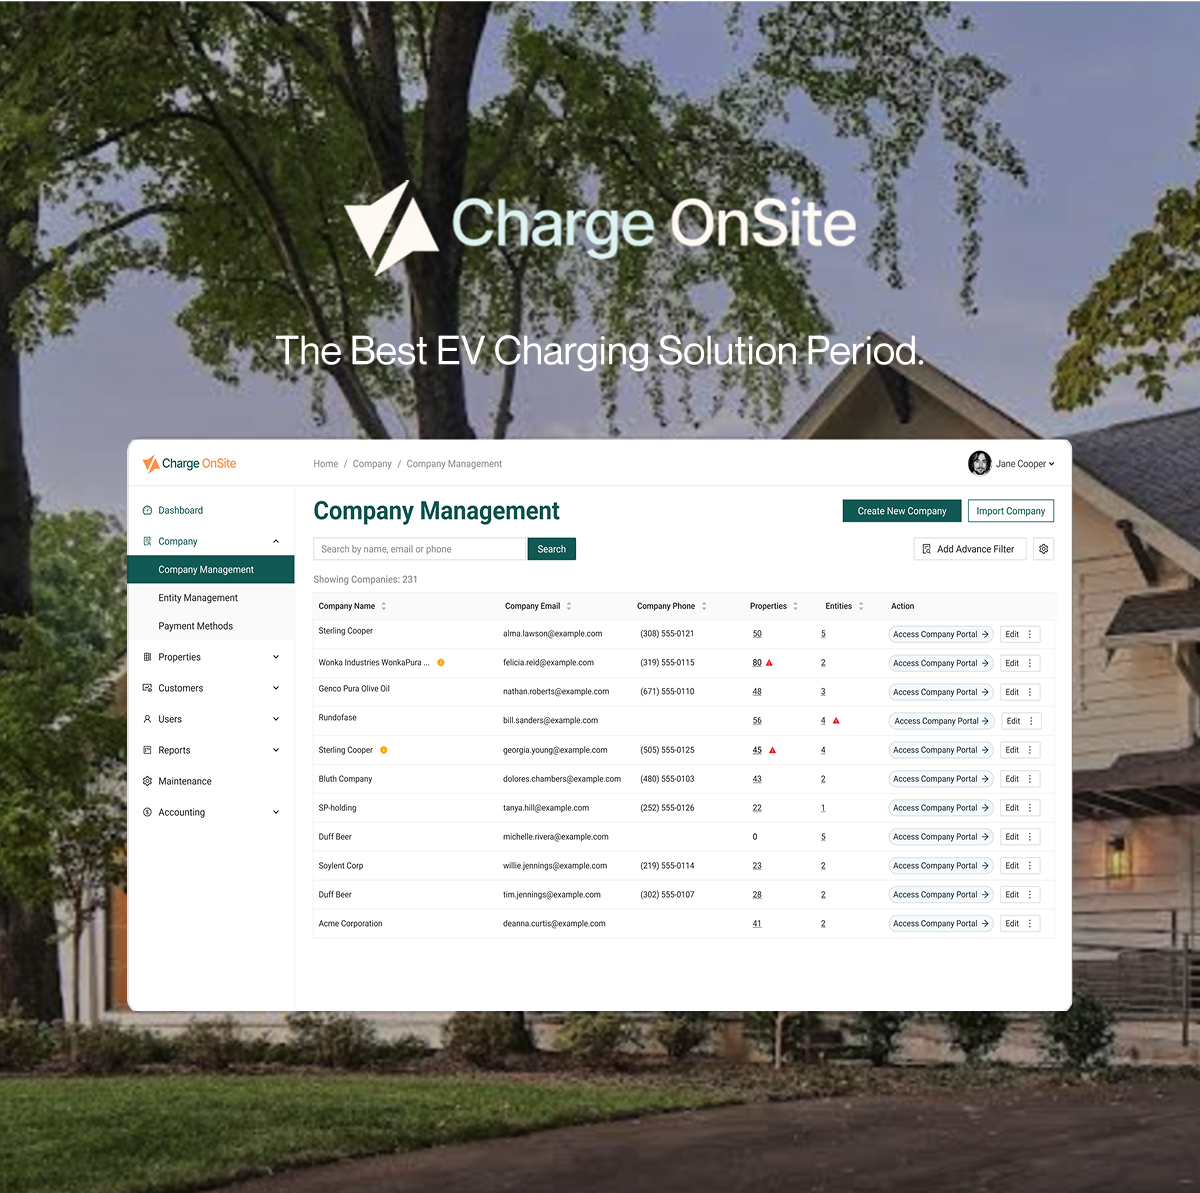 Charge OnSite
The Best EV Charging Solution Period.
Charge OnSite
Home / Company / Company Management
Jane Cooper
Dashboard
Company
Company Management
Entity Management
Payment Methods
Properties
Customers
Users
Reports
Maintenance
Accounting
Company Management
Create New Company
Import Company
Search by name, email or phone
Search
Add Advance Filter
Showing Companies: 231
Company Name Company Email Company Phone Properties Entities Action
Sterling Cooper alma.lawson@example.com (308) 555-0121 50 5 Access Company Portal → Edit
Wonka Industries WonkaPura ... felicia.reid@example.com (319) 555-0115 80 2 Access Company Portal → Edit
Genco Pura Olive Oil nathan.roberts@example.com (671) 555-0110 48 3 Access Company Portal → Edit
Rundofase bill.sanders@example.com 56 4 Access Company Portal → Edit
Sterling Cooper georgia.young@example.com (505) 555-0125 45 4 Access Company Portal → Edit
Bluth Company dolores.chambers@example.com (480) 555-0103 43 2 Access Company Portal → Edit
SP-holding tanya.hill@example.com (252) 555-0126 22 1 Access Company Portal → Edit
Duff Beer michelle.rivera@example.com 0 5 Access Company Portal → Edit
Soylent Corp willie.jennings@example.com (219) 555-0114 23 2 Access Company Portal → Edit
Duff Beer tim.jennings@example.com (302) 555-0107 28 2 Access Company Portal → Edit
Acme Corporation deanna.curtis@example.com 41 2 Access Company Portal → Edit